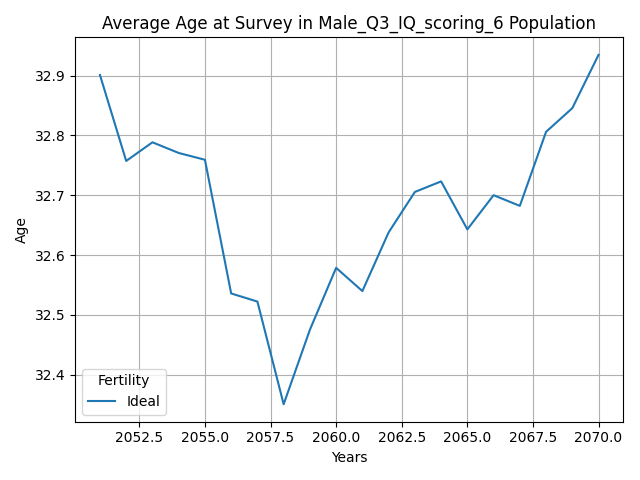 Average Age at Survey in Male_Q3_IQ_scoring_6 Population
32.9
32.8
32.7
32.6
32.5
32.4
Age
Fertility
Ideal
2052.5 2055.0 2057.5 2060.0 2062.5 2065.0 2067.5 2070.0
Years